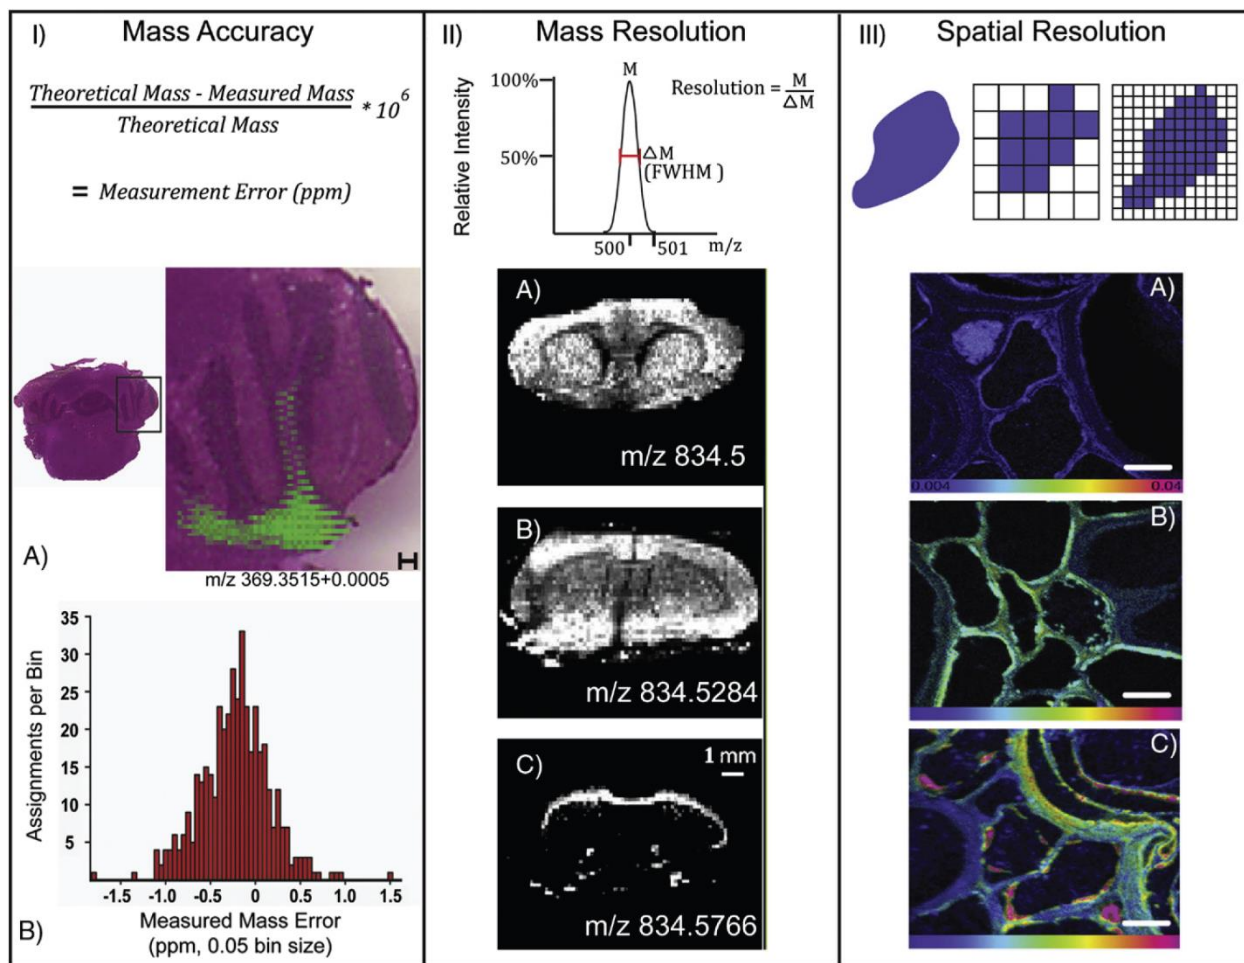 I) Mass Accuracy
Theoretical Mass - Measured Mass
Theoretical Mass
* 10^6
= Measurement Error (ppm)
A)
m/z 369.3515+0.0005
35
30
25
20
15
10
5
Assignments per Bin
-1.5 -1.0 -0.5 0 0.5 1.0 1.5
Measured Mass Error
(ppm, 0.05 bin size)
B)
II) Mass Resolution
100%
50%
Relative Intensity
M
Resolution = M
ΔM
ΔM
(FWHM )
500 501 m/z
A)
m/z 834.5
B)
m/z 834.5284
C)
1 mm
m/z 834.5766
III) Spatial Resolution
A)
0.004 0.04
B)
C)